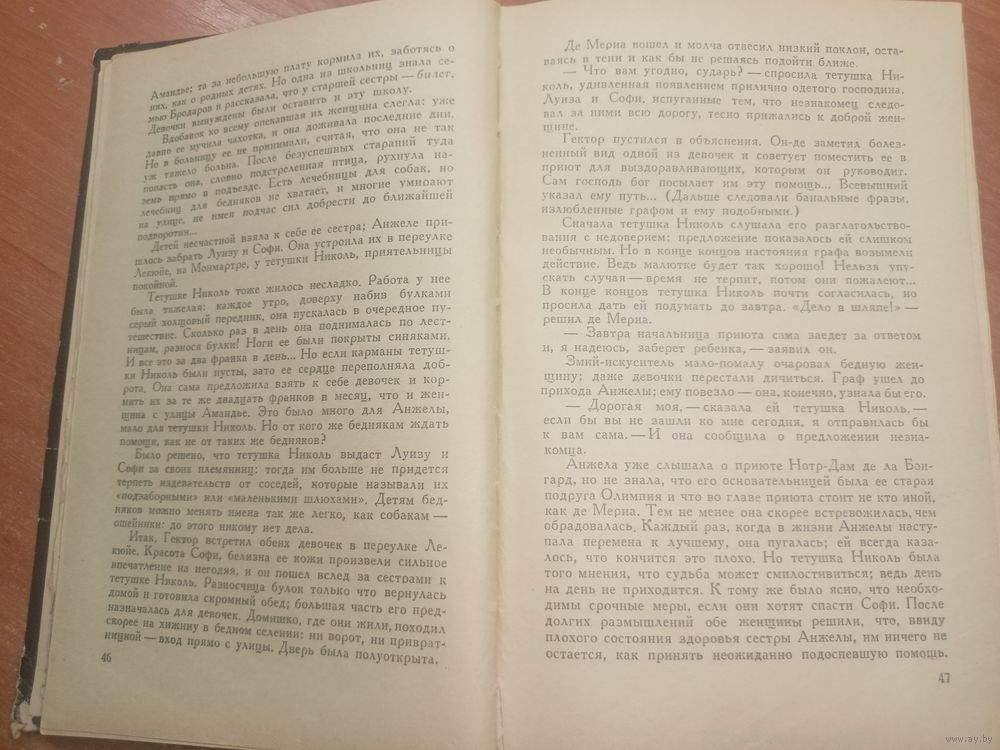 Амандье; та за небольшую плату кормила их, заботясь о
них, как о родных детях. Но одна из школьниц знала се-
мью Бродаров и рассказала, что у старшей сестры — билет.
Девочки вынуждены были оставить и эту школу.
Вдобавок ко всему опекавшая их женщина слегла: уже
давно ее мучила чахотка, и она доживала последние дни.
Но в больницу ее не принимали, считая, что она не так
уж тяжело больна. После безуспешных стараний туда
попасть она, словно подстреленная птица, рухнула на-
земь прямо в подъезде. Есть лечебницы для собак, но
лечебниц для бедняков не хватает, и многие умирают
на улице, не имея подчас сил добрести до ближайшей
подворотни...
Детей несчастной взяла к себе ее сестра; Анжеле при-
шлось забрать Луизу и Софи. Она устроила их в переулке
Лекюйе, на Монмартре, у тетушки Николь, приятельницы
покойной.
Тетушке Николь тоже жилось несладко. Работа у нее
была тяжелая: каждое утро, доверху набив булками
серый холщовый передник, она пускалась в очередное пу-
тешествие. Сколько раз в день она поднималась по лест-
ницам, разнося булки! Ноги ее были покрыты синяками.
И все это за два франка в день... Но если карманы тетуш-
ки Николь были пусты, зато ее сердце переполняла доб-
рота. Она сама предложила взять к себе девочек и кор-
мить их за те же двадцать франков в месяц, что и жен-
щина с улицы Амандье. Это было много для Анжелы,
мало для тетушки Николь. Но от кого же беднякам ждать
помощи, как не от таких же бедняков?
Было решено, что тетушка Николь выдаст Луизу и
Софи за своих племянниц: тогда им больше не придется
терпеть издевательств от соседей, которые называли их
«подзаборными» или «маленькими шлюхами». Детям бед-
няков можно менять имена так же легко, как собакам —
ошейники: до этого никому нет дела.
Итак, Гектор встретил обеих девочек в переулке Ле-
кюйе. Красота Софи, белизна ее кожи произвели сильное
впечатление на негодяя, и он пошел вслед за сестрами к
тетушке Николь. Разносчица булок только что вернулась
домой и готовила скромный обед; большая часть его пред-
назначалась для девочек. Домишко, где они жили, походил
скорее на хижину в бедном селении: ни ворот, ни приврат-
ницкой — вход прямо с улицы. Дверь была полуоткрыта.
46
Де Мериа вошел и молча отвесил низкий поклон, оста-
ваясь в тени и как бы не решаясь подойти ближе.
— Что вам угодно, сударь? — спросила тетушка Ни-
коль, удивленная появлением прилично одетого господина.
Луиза и Софи, испуганные тем, что незнакомец следо-
вал за ними всю дорогу, тесно прижались к доброй жен-
щине.
Гектор пустился в объяснения. Он-де заметил болез-
ненный вид одной из девочек и советует поместить ее в
приют для выздоравливающих, которым он руководит.
Сам господь бог посылает им эту помощь... Всевышний
указал ему путь... (Дальше следовали банальные фразы,
излюбленные графом и ему подобными.)
Сначала тетушка Николь слушала его разглагольство-
вания с недоверием; предложение показалось ей слишком
необычным. Но в конце концов настояния графа возымели
действие. Ведь малютке будет так хорошо! Нельзя упу-
скать случая — время не терпит, потом они пожалеют...
В конце концов тетушка Николь почти согласилась, но
просила дать ей подумать до завтра. «Дело в шляпе!» —
решил де Мериа.
— Завтра начальница приюта сама заедет за ответом
и, я надеюсь, заберет ребенка, — заявил он.
Змий-искуситель мало-помалу очаровал бедную жен-
щину; даже девочки перестали дичиться. Граф ушел до
прихода Анжелы; ему повезло — она, конечно, узнала бы его.
— Дорогая моя, — сказала ей тетушка Николь, —
если бы вы не зашли ко мне сегодня, я отправилась бы
к вам сама. — И она сообщила о предложении незна-
комца.
Анжела уже слышала о приюте Нотр-Дам де ла Бон-
гард, но не знала, что его основательницей была ее старая
подруга Олимпия и что во главе приюта стоит не кто иной,
как де Мериа. Тем не менее она скорее встревожилась, чем
обрадовалась. Каждый раз, когда в жизни Анжелы насту-
пала перемена к лучшему, она пугалась; ей всегда каза-
лось, что кончится это плохо. Но тетушка Николь была
того мнения, что судьба может смилостивиться; ведь день
на день не приходится. К тому же было ясно, что необхо-
димы срочные меры, если они хотят спасти Софи. После
долгих размышлений обе женщины решили, что, ввиду
плохого состояния здоровья сестры Анжелы, им ничего не
остается, как принять неожиданно подоспевшую помощь.
47
www.ay.by